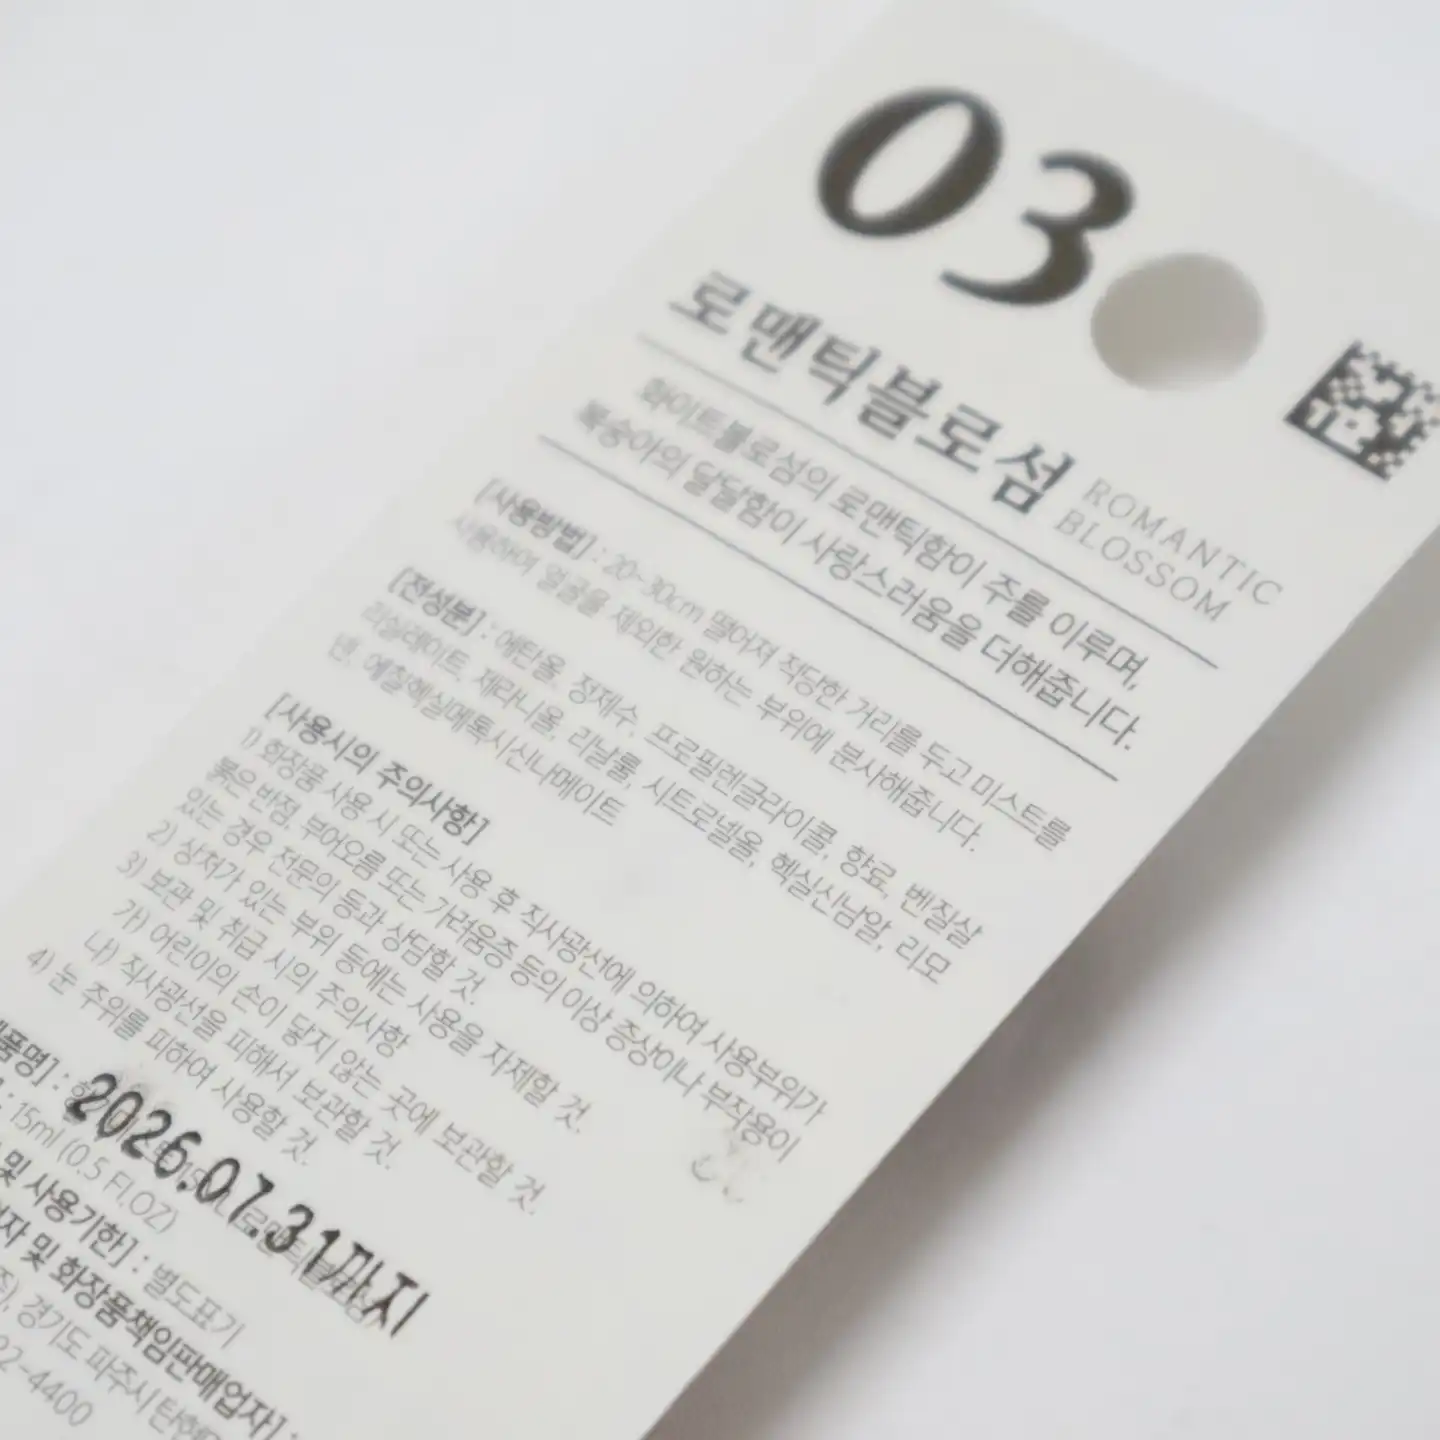 03
로맨틱블로섬
ROMANTIC
BLOSSOM
화이트블로섬의 로맨틱함이 주를 이루며,
복숭아의 달달함이 사랑스러움을 더해줍니다.
[사용방법] : 20~30cm 떨어져 적당한 거리를 두고 미스트를
사용하여 얼굴을 제외한 원하는 부위에 분사해줍니다.
[전성분] : 에탄올, 정제수, 프로필렌글라이콜, 향료, 벤질살
리실레이트, 제라니올, 리날룰, 시트로넬올, 헥실신남알, 리모
넨, 에칠헥실메톡시신나메이트
[사용시의 주의사항]
1) 화장품 사용 시 또는 사용 후 직사광선에 의하여 사용부위가
붉은 반점, 부어오름 또는 가려움증 등의 이상 증상이나 부작용이
있는 경우 전문의 등과 상담할 것.
2) 상처가 있는 부위 등에는 사용을 자제할 것.
3) 보관 및 취급 시의 주의사항
가) 어린이의 손이 닿지 않는 곳에 보관할 것.
나) 직사광선을 피해서 보관할 것.
4) 눈 주위를 피하여 사용할 것.
품명] :
2026.07.31까지
: 15ml (0.5 Fl.OZ)
및 사용기한] : 별도표기
자 및 화장품책임판매업자] :
경기도 파주시
-4400